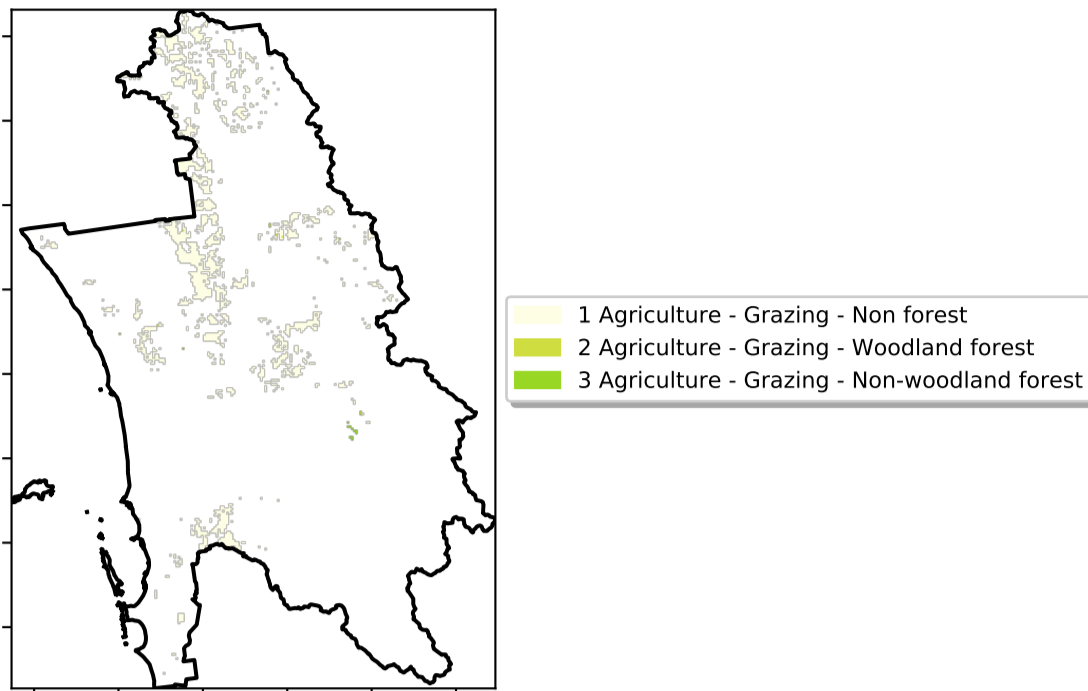 1 Agriculture - Grazing - Non forest
2 Agriculture - Grazing - Woodland forest
3 Agriculture - Grazing - Non-woodland forest